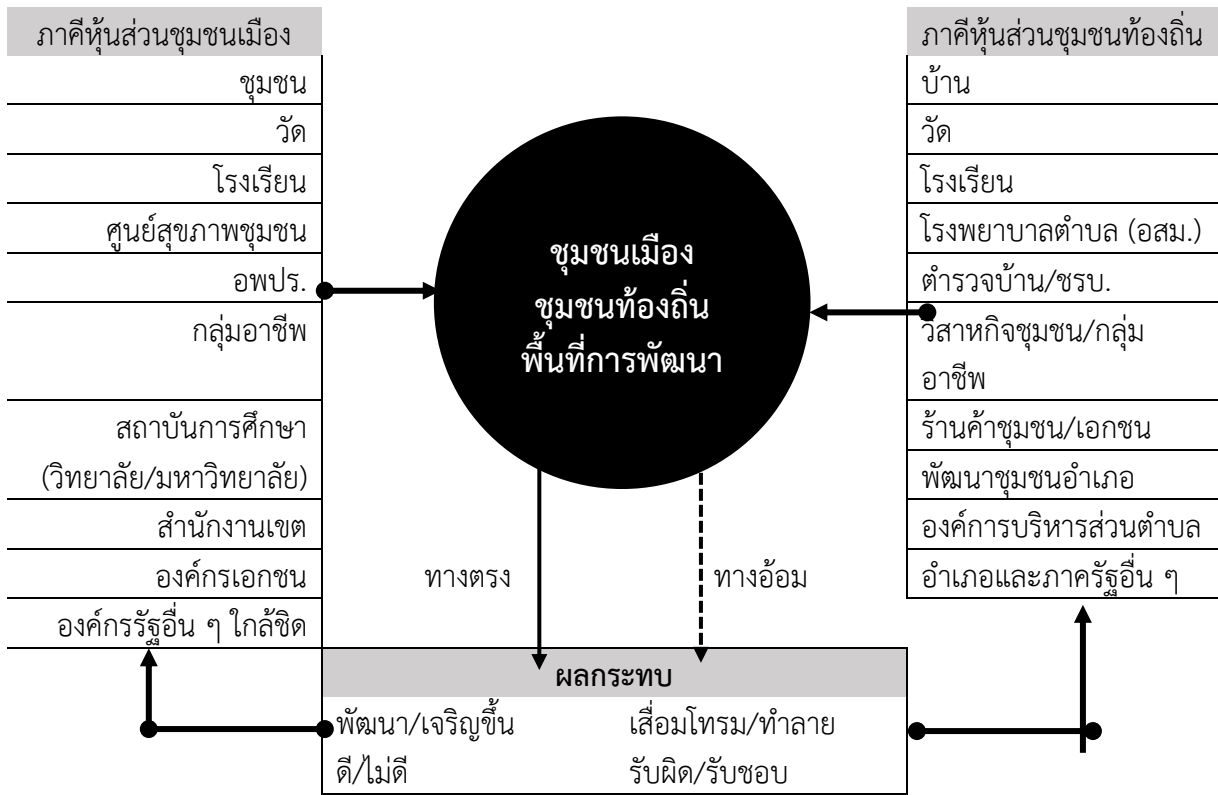 ภาคีหุ้นส่วนชุมชนเมือง
ชุมชน
วัด
โรงเรียน
ศูนย์สุขภาพชุมชน
อพปร.
กลุ่มอาชีพ
สถาบันการศึกษา
(วิทยาลัย/มหาวิทยาลัย)
สำนักงานเขต
องค์กรเอกชน
องค์กรรัฐอื่น ๆ ใกล้ชิด
ชุมชนเมือง
ชุมชนท้องถิ่น
พื้นที่การพัฒนา
ภาคีหุ้นส่วนชุมชนท้องถิ่น
บ้าน
วัด
โรงเรียน
โรงพยาบาลตำบล (อสม.)
ตำรวจบ้าน/ชรบ.
วิสาหกิจชุมชน/กลุ่ม
อาชีพ
ร้านค้าชุมชน/เอกชน
พัฒนาชุมชนอำเภอ
องค์การบริหารส่วนตำบล
อำเภอและภาครัฐอื่น ๆ
ทางตรง
ทางอ้อม
ผลกระทบ
พัฒนา/เจริญขึ้น
เสื่อมโทรม/ทำลาย
ดี/ไม่ดี
รับผิด/รับชอบ